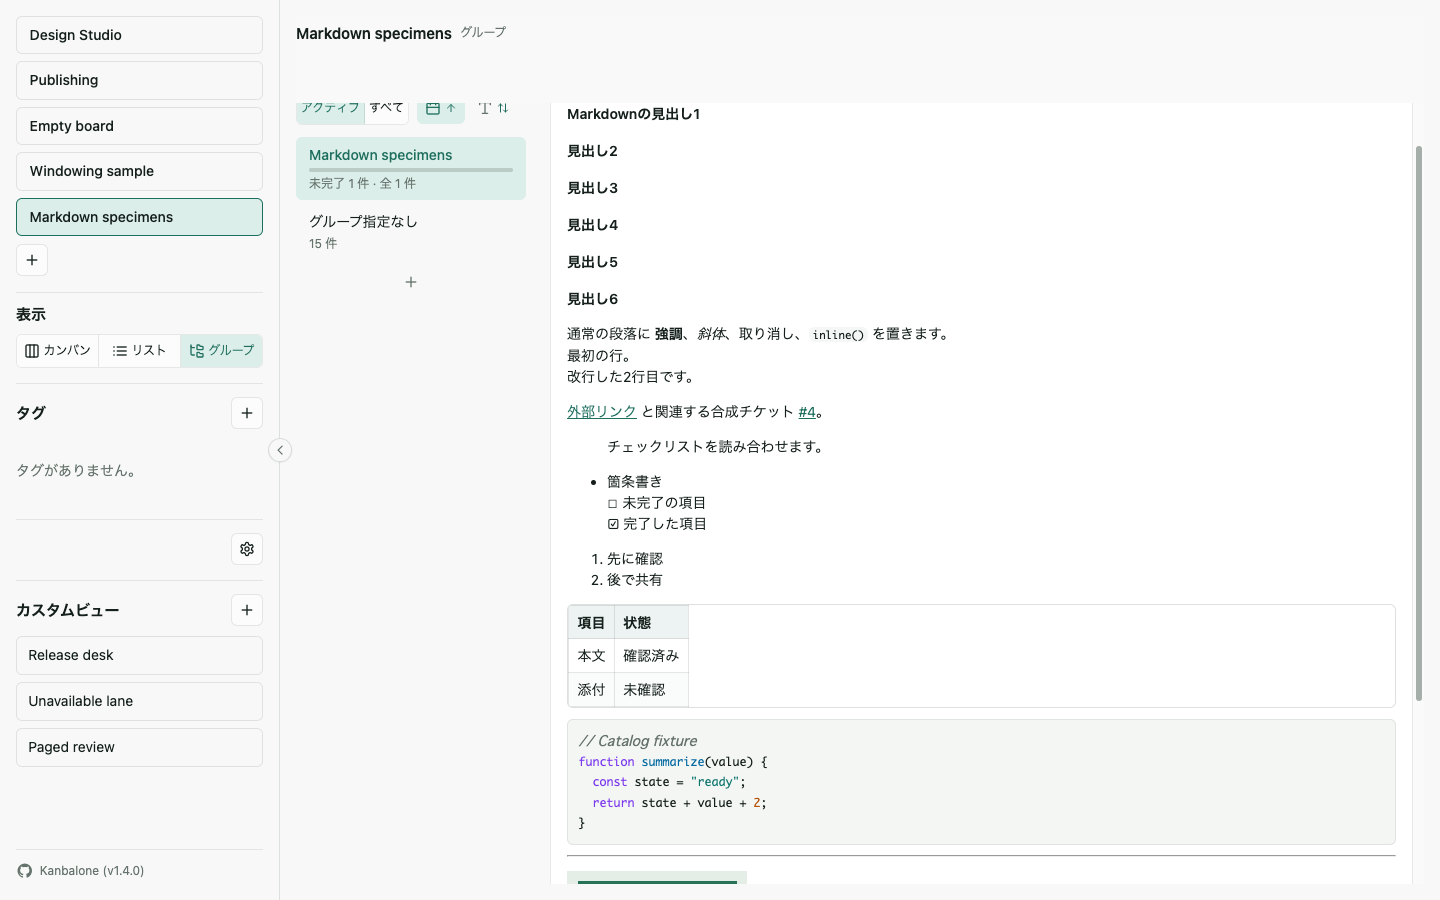 Design Studio
Publishing
Empty board
Windowing sample
Markdown specimens
表示
カンバン
リスト
グループ
タグ
タグがありません。
カスタムビュー
Release desk
Unavailable lane
Paged review
Kanbalone (v1.4.0)
Markdown specimens グループ
アクティブ すべて
Markdown specimens
未完了 1 件 · 全 1 件
グループ指定なし
15 件
Markdownの見出し1
見出し2
見出し3
見出し4
見出し5
見出し6
通常の段落に 強調、斜体、取り消し、 inline() を置きます。
最初の行。
改行した2行目です。
外部リンク と関連する合成チケット #4。
チェックリストを読み合わせます。
• 箇条書き
☐ 未完了の項目
☑ 完了した項目
1. 先に確認
2. 後で共有
項目 状態
本文 確認済み
添付 未確認
// Catalog fixture
function summarize(value) {
  const state = "ready";
  return state + value + 2;
}